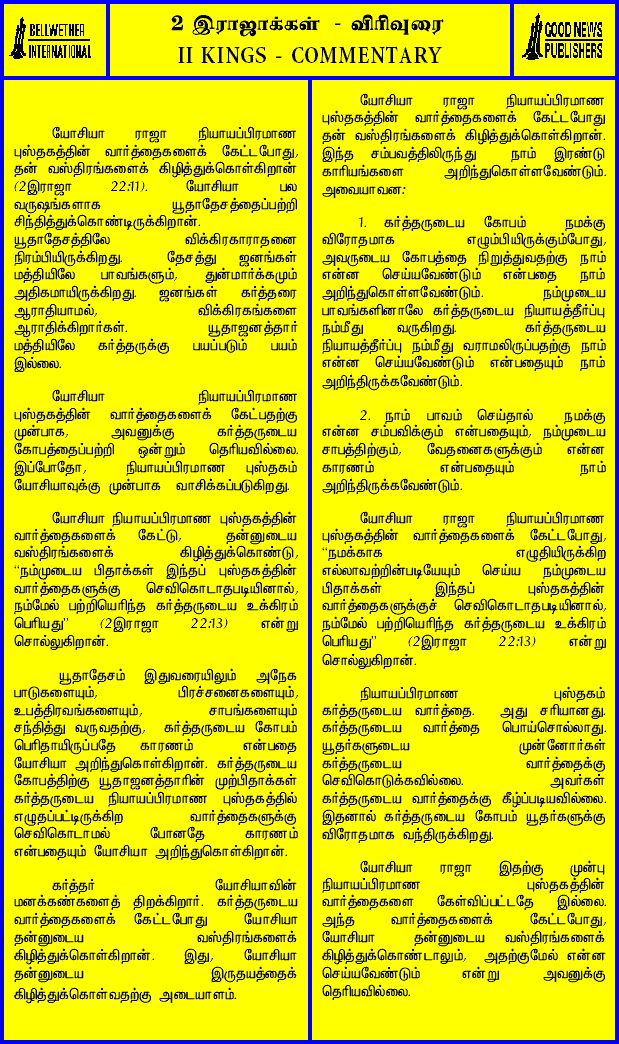 BELLWETHER
INTERNATIONAL
2 இராஜாக்கள் - விரிவுரை
II KINGS - COMMENTARY
GOOD NEWS
PUBLISHERS
யோசியா ராஜா நியாயப்பிரமாண
புஸ்தகத்தின் வார்த்தைகளைக் கேட்டபோது,
தன் வஸ்திரங்களைக் கிழித்துக்கொள்கிறான்
(2இராஜா 22:11). யோசியா பல
வருஷங்களாக யூதாதேசத்தைப்பற்றி
சிந்தித்துக்கொண்டிருக்கிறான்.
யூதாதேசத்திலே விக்கிரகாராதனை
நிரம்பியிருக்கிறது. தேசத்து ஜனங்கள்
மத்தியிலே பாவங்களும், துன்மார்க்கமும்
அதிகமாயிருக்கிறது. ஜனங்கள் கர்த்தரை
ஆராதியாமல், விக்கிரகங்களை
ஆராதிக்கிறார்கள். யூதாஜனத்தார்
மத்தியிலே கர்த்தருக்கு பயப்படும் பயம்
இல்லை.
யோசியா நியாயப்பிரமாண
புஸ்தகத்தின் வார்த்தைகளைக் கேட்பதற்கு
முன்பாக, அவனுக்கு கர்த்தருடைய
கோபத்தைப்பற்றி ஒன்றும் தெரியவில்லை.
இப்போதோ, நியாயப்பிரமாண புஸ்தகம்
யோசியாவுக்கு முன்பாக வாசிக்கப்படுகிறது.
யோசியா நியாயப்பிரமாண புஸ்தகத்தின்
வார்த்தைகளைக் கேட்டு, தன்னுடைய
வஸ்திரங்களைக் கிழித்துக்கொண்டு,
“நம்முடைய பிதாக்கள் இந்தப் புஸ்தகத்தின்
வார்த்தைகளுக்கு செவிகொடாதபடியினால்,
நம்மேல் பற்றியெரிந்த கர்த்தருடைய உக்கிரம்
பெரியது” (2இராஜா 22:13) என்று
சொல்லுகிறான்.
யூதாதேசம் இதுவரையிலும் அநேக
பாடுகளையும், பிரச்சனைகளையும்,
உபத்திரவங்களையும், சாபங்களையும்
சந்தித்து வருவதற்கு, கர்த்தருடைய கோபம்
பெரிதாயிருப்பதே காரணம் என்பதை
யோசியா அறிந்துகொள்கிறான். கர்த்தருடைய
கோபத்திற்கு யூதாஜனத்தாரின் முற்பிதாக்கள்
கர்த்தருடைய நியாயப்பிரமாண புஸ்தகத்தில்
எழுதப்பட்டிருக்கிற வார்த்தைகளுக்கு
செவிகொடாமல் போனதே காரணம்
என்பதையும் யோசியா அறிந்துகொள்கிறான்.
கர்த்தர் யோசியாவின்
மனக்கண்களைத் திறக்கிறார். கர்த்தருடைய
வார்த்தைகளைக் கேட்டபோது யோசியா
தன்னுடைய வஸ்திரங்களைக்
கிழித்துக்கொள்கிறான். இது, யோசியா
தன்னுடைய இருதயத்தைக்
கிழித்துக்கொள்வதற்கு அடையாளம்.
யோசியா ராஜா நியாயப்பிரமாண
புஸ்தகத்தின் வார்த்தைகளைக் கேட்டபோது
தன் வஸ்திரங்களைக் கிழித்துக்கொள்கிறான்.
இந்த சம்பவத்திலிருந்து நாம் இரண்டு
காரியங்களை அறிந்துகொள்ளவேண்டும்.
அவையாவன:
1. கர்த்தருடைய கோபம் நமக்கு
விரோதமாக எழும்பியிருக்கும்போது,
அவருடைய கோபத்தை நிறுத்துவதற்கு நாம்
என்ன செய்யவேண்டும் என்பதை நாம்
அறிந்துகொள்ளவேண்டும். நம்முடைய
பாவங்களினாலே கர்த்தருடைய நியாயத்தீர்ப்பு
நம்மீது வருகிறது. கர்த்தருடைய
நியாயத்தீர்ப்பு நம்மீது வராமலிருப்பதற்கு நாம்
என்ன செய்யவேண்டும் என்பதையும் நாம்
அறிந்திருக்கவேண்டும்.
2. நாம் பாவம் செய்தால் நமக்கு
என்ன சம்பவிக்கும் என்பதையும், நம்முடைய
சாபத்திற்கும், வேதனைகளுக்கும் என்ன
காரணம் என்பதையும் நாம்
அறிந்திருக்கவேண்டும்.
யோசியா ராஜா நியாயப்பிரமாண
புஸ்தகத்தின் வார்த்தைகளைக் கேட்டபோது,
“நமக்காக எழுதியிருக்கிற
எல்லாவற்றின்படியேயும் செய்ய நம்முடைய
பிதாக்கள் இந்தப் புஸ்தகத்தின்
வார்த்தைகளுக்குச் செவிகொடாதபடியினால்,
நம்மேல் பற்றியெரிந்த கர்த்தருடைய உக்கிரம்
பெரியது” (2இராஜா 22:13) என்று
சொல்லுகிறான்.
நியாயப்பிரமாண புஸ்தகம்
கர்த்தருடைய வார்த்தை. அது சரியானது.
கர்த்தருடைய வார்த்தை பொய்சொல்லாது.
யூதர்களுடைய முன்னோர்கள்
கர்த்தருடைய வார்த்தைக்கு
செவிகொடுக்கவில்லை. அவர்கள்
கர்த்தருடைய வார்த்தைக்கு கீழ்ப்படியவில்லை.
இதனால் கர்த்தருடைய கோபம் யூதர்களுக்கு
விரோதமாக வந்திருக்கிறது.
யோசியா ராஜா இதற்கு முன்பு
நியாயப்பிரமாண புஸ்தகத்தின்
வார்த்தைகளை கேள்விப்பட்டதே இல்லை.
அந்த வார்த்தைகளைக் கேட்டபோது,
யோசியா தன்னுடைய வஸ்திரங்களைக்
கிழித்துக்கொண்டாலும், அதற்குமேல் என்ன
செய்யவேண்டும் என்று அவனுக்கு
தெரியவில்லை.